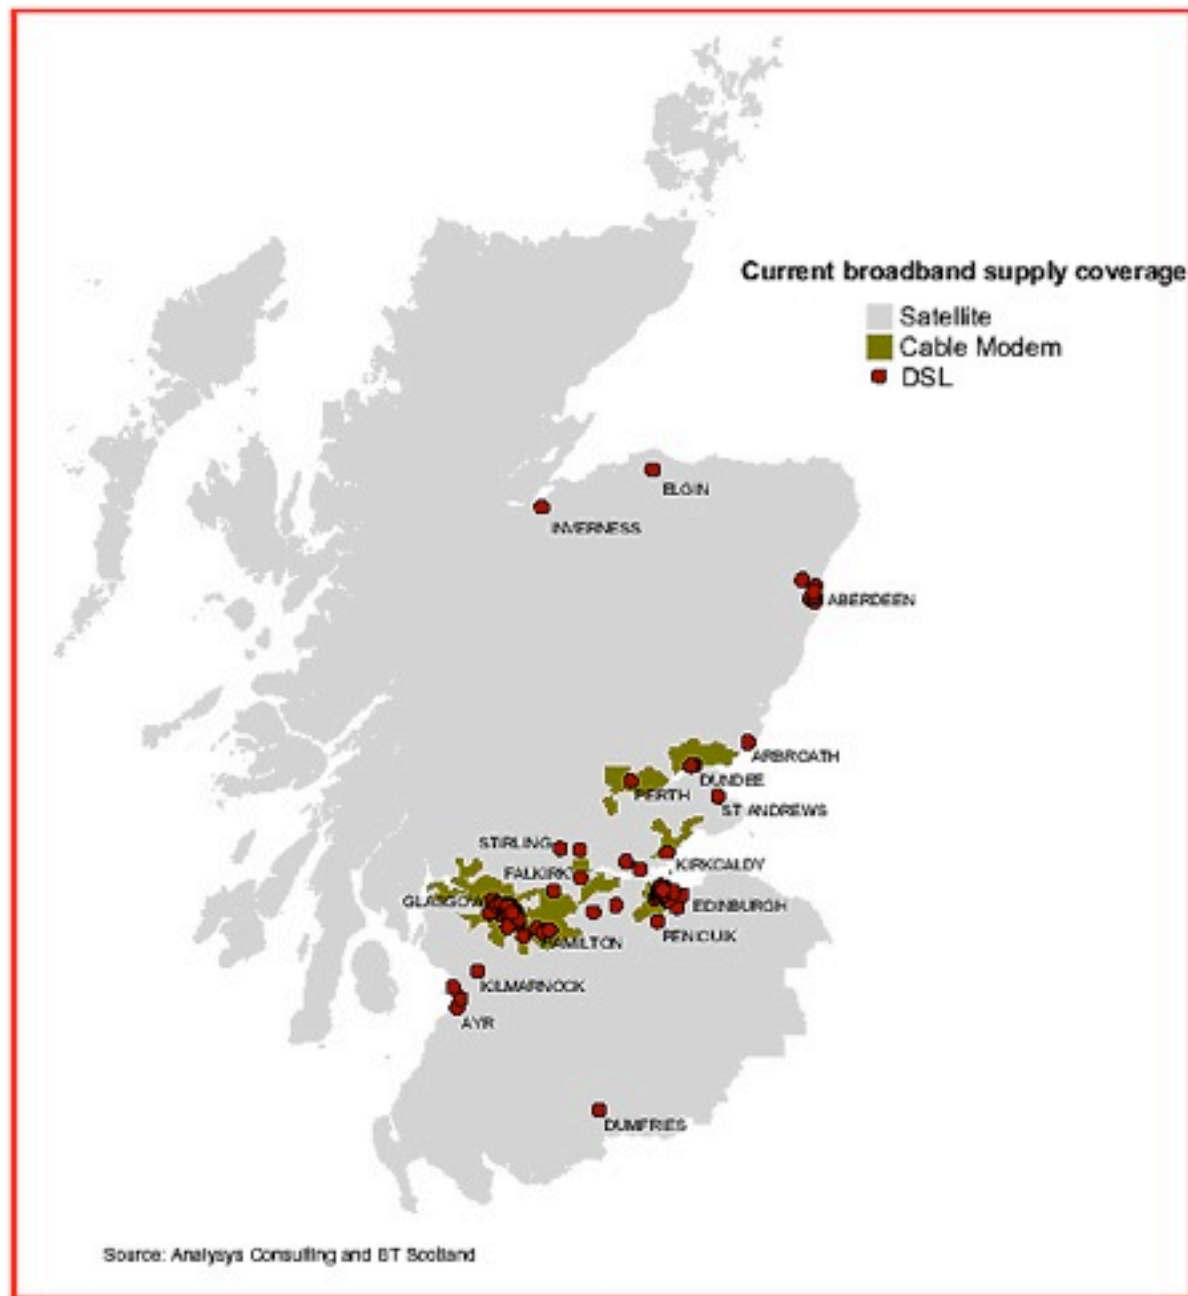 Current broadband supply coverage
Satellite
Cable Modem
DSL
ELGIN
INVERNESS
ABERDEEN
ARBROATH
DUNDEE
PERTH
ST ANDREWS
STIRLING
KIRKCALDY
FALKIRK
GLASGOW
EDINBURGH
PENICUIK
HAMILTON
KILMARNOCK
AYR
DUMFRIES
Source: Analysys Consulting and BT Scotland